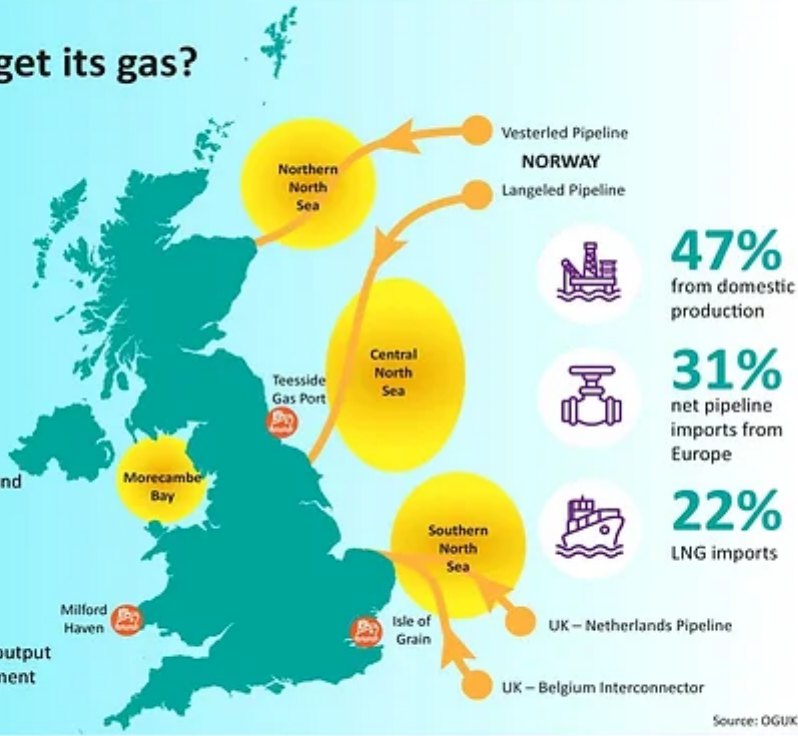 get its gas?
Vesterled Pipeline
NORWAY
Langeled Pipeline
Northern
North
Sea
47%
from domestic
production
Central
North
Sea
Teesside
Gas Port
31%
net pipeline
imports from
Europe
Morecambe
Bay
nd
22%
LNG imports
Southern
North
Sea
Milford
Haven
Isle of
Grain
UK – Netherlands Pipeline
output
ment
UK – Belgium Interconnector
Source: OGUK